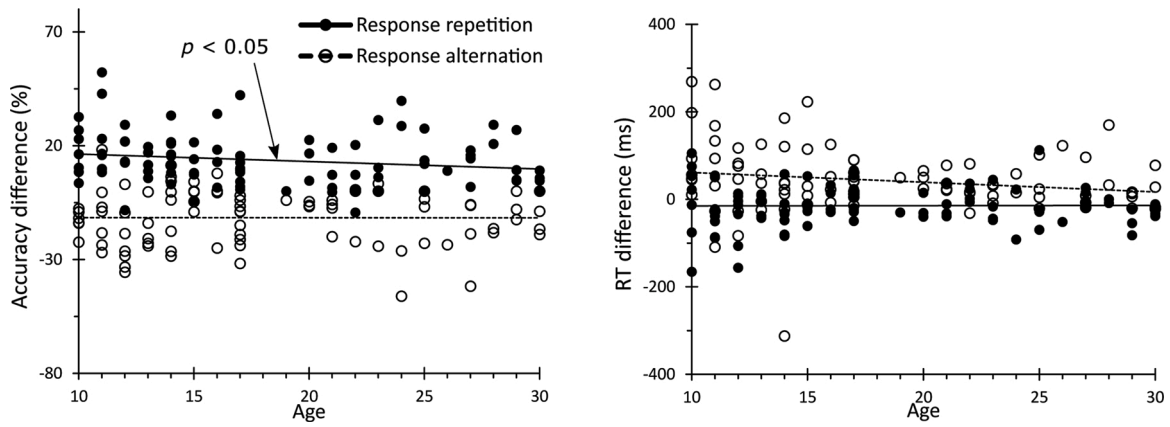 Response repetition
Response alternation
p < 0.05
Accuracy difference (%)
70
20
-30
-80
10
15
20
25
30
Age
RT difference (ms)
400
200
0
-200
-400
10
15
20
25
30
Age